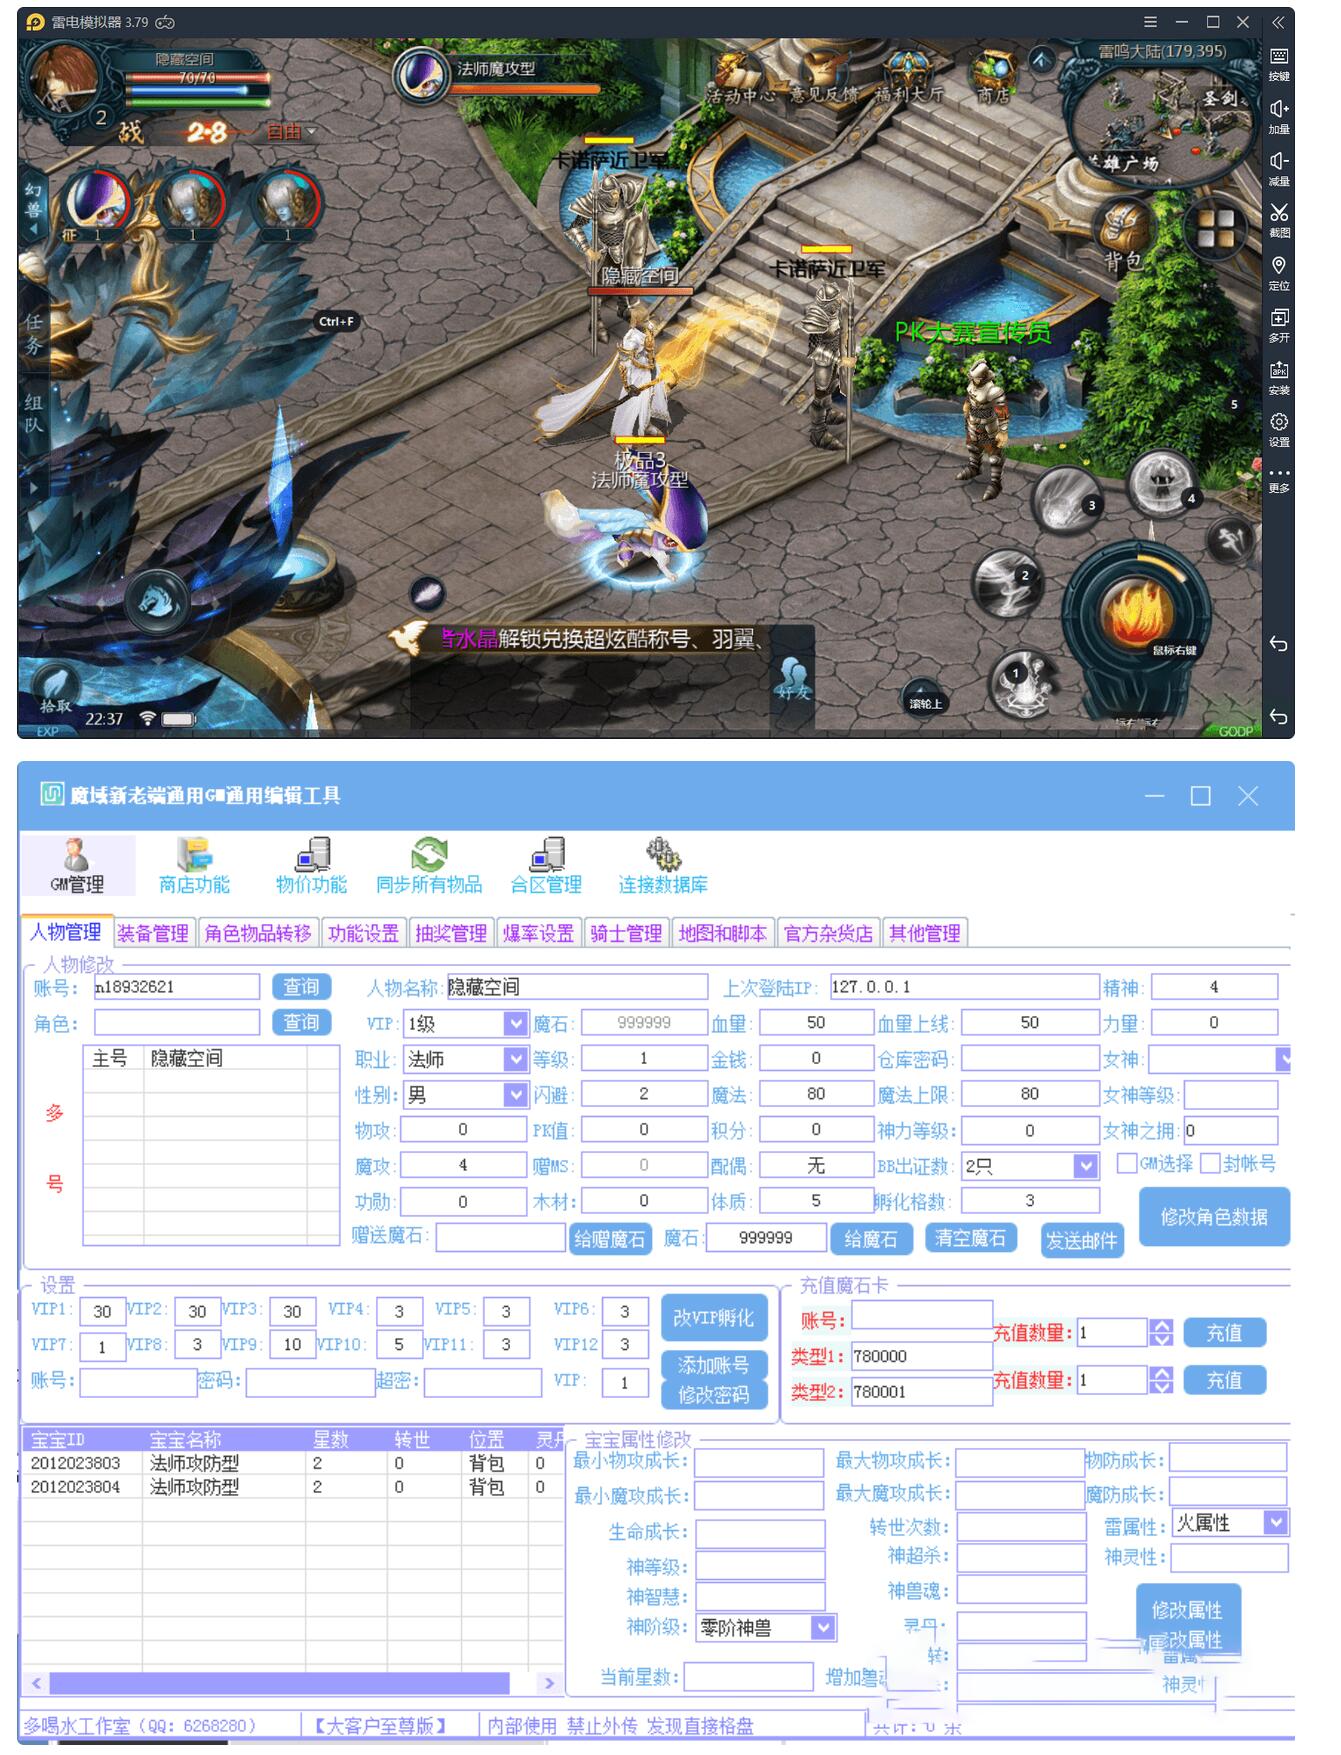 雷电模拟器 3.79
按键
加量
减量
截图
定位
多开
安装
设置
更多
隐藏空间
70/70
2
战 2-8 自由
法师魔攻型
活动中心 意见反馈 福利大厅 商店
雷鸣大陆(179,395)
圣剑
英雄广场
背包
幻兽
征 1
1
1
任务
组队
Ctrl+F
卡诺萨近卫军
隐藏空间
卡诺萨近卫军
PK大赛宣传员
极品3
法师魔攻型
5
4
3
2
1
鼠标右键
滚轮上
水晶解锁兑换超炫酷称号、羽翼、
好友
拾取
22:37
EXP
GODP
魔域新老端通用GM通用编辑工具
GM管理 商店功能 物价功能 同步所有物品 合区管理 连接数据库
人物管理 装备管理 角色物品转移 功能设置 抽奖管理 爆率设置 骑士管理 地图和脚本 官方杂货店 其他管理
人物修改
账号: n18932621 查询 人物名称: 隐藏空间 上次登陆IP: 127.0.0.1 精神: 4
角色: 查询 VIP: 1级 魔石: 999999 血量: 50 血量上线: 50 力量: 0
主号 隐藏空间 职业: 法师 等级: 1 金钱: 0 仓库密码: 女神:
性别: 男 闪避: 2 魔法: 80 魔法上限: 80 女神等级:
多号
物攻: 0 PK值: 0 积分: 0 神力等级: 0 女神之拥: 0
魔攻: 4 赠MS: 0 配偶: 无 BB出证数: 2只 GM选择 封帐号
功勋: 0 木材: 0 体质: 5 孵化格数: 3 修改角色数据
赠送魔石: 给赠魔石 魔石: 999999 给魔石 清空魔石 发送邮件
设置
VIP1: 30 VIP2: 30 VIP3: 30 VIP4: 3 VIP5: 3 VIP6: 3 改VIP孵化
VIP7: 1 VIP8: 3 VIP9: 10 VIP10: 5 VIP11: 3 VIP12 3
账号: 密码: 超密: VIP: 1 添加账号
修改密码
充值魔石卡
账号: 充值数量: 1 充值
类型1: 780000
类型2: 780001 充值数量: 1 充值
宝宝ID 宝宝名称 星数 转世 位置
2012023803 法师攻防型 2 0 背包 0
2012023804 法师攻防型 2 0 背包 0
宝宝属性修改
最小物攻成长: 最大物攻成长: 物防成长:
最小魔攻成长: 最大魔攻成长: 魔防成长:
生命成长: 转世次数: 雷属性: 火属性
神等级: 神超杀: 神灵性:
神智慧: 神兽魂:
神阶级: 零阶神兽 灵丹: 修改属性
修改属性
转:
当前星数: 增加 神灵
多喝水工作室(QQ: 6268280) 【大客户至尊版】 内部使用 禁止外传 发现直接格盘